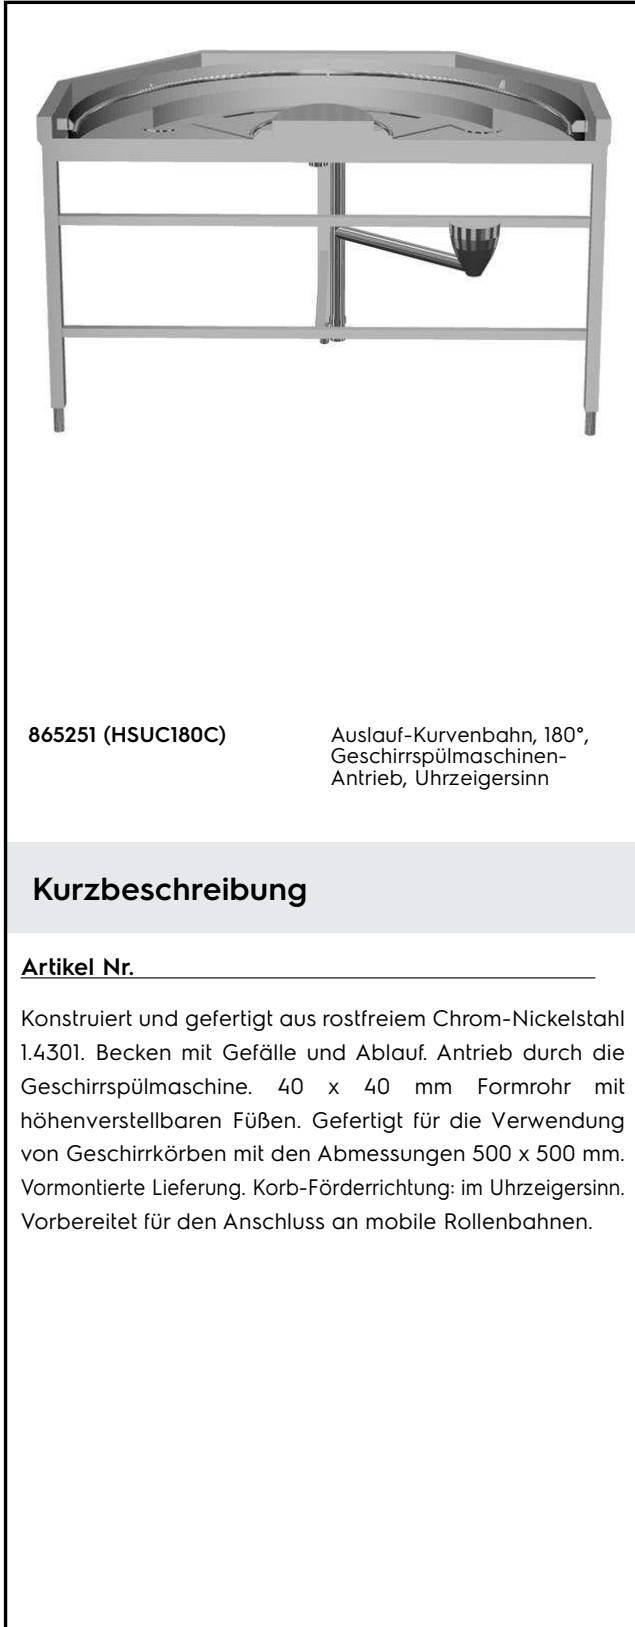 865251 (HSUC180C)
Auslauf-Kurvenbahn, 180°,
Geschirrspülmaschinen-
Antrieb, Uhrzeigersinn
Kurzbeschreibung
Artikel Nr.
Konstruiert und gefertigt aus rostfreiem Chrom-Nickelstahl
1.4301. Becken mit Gefälle und Ablauf. Antrieb durch die
Geschirrspülmaschine. 40 x 40 mm Formrohr mit
höhenverstellbaren Füßen. Gefertigt für die Verwendung
von Geschirrkörben mit den Abmessungen 500 x 500 mm.
Vormontierte Lieferung. Korb-Förderrichtung: im Uhrzeigersinn.
Vorbereitet für den Anschluss an mobile Rollenbahnen.